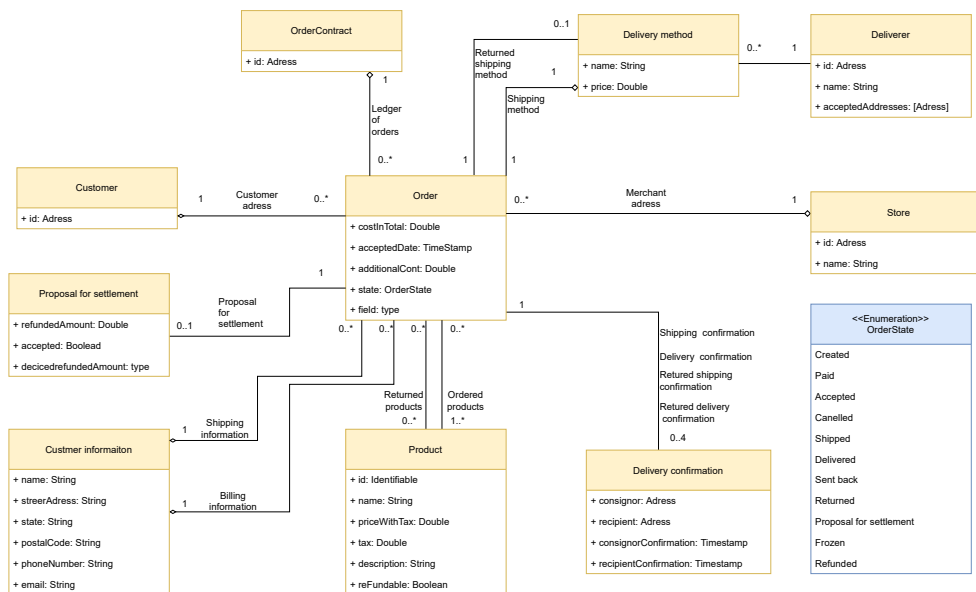 OrderContract
+ id: Adress
1
Ledger
of
orders
0..*
0..1
Returned
shipping
method
1
Delivery method
+ name: String
+ price: Double
1
Shipping
method
1
0..*
1
Deliverer
+ id: Adress
+ name: String
+ acceptedAddresses: [Adress]
Customer
+ id: Adress
1
Customer
adress
0..*
Order
+ costInTotal: Double
+ acceptedDate: TimeStamp
+ additionalCont: Double
+ state: OrderState
+ field: type
0..*
Merchant
adress
1
Store
+ id: Adress
+ name: String
Proposal for settlement
+ refundedAmount: Double
+ accepted: Boolead
+ decicedrefundedAmount: type
0..1
Proposal
for
settlement
1
0..*
0..*
0..*
0..*
1
Shipping confirmation
Delivery confirmation
Retured shipping
confirmation
Retured delivery
confirmation
0..4
<<Enumeration>>
OrderState
Created
Paid
Accepted
Canelled
Shipped
Delivered
Sent back
Returned
Proposal for settlement
Frozen
Refunded
Returned
products
0..*
Ordered
products
1..*
1
Shipping
information
1
Billing
information
Custmer informaiton
+ name: String
+ streerAdress: String
+ state: String
+ postalCode: String
+ phoneNumber: String
+ email: String
Product
+ id: Identifiable
+ name: String
+ priceWithTax: Double
+ tax: Double
+ description: String
+ reFundable: Boolean
Delivery confirmation
+ consignor: Adress
+ recipient: Adress
+ consignorConfirmation: Timestamp
+ recipientConfirmation: Timestamp